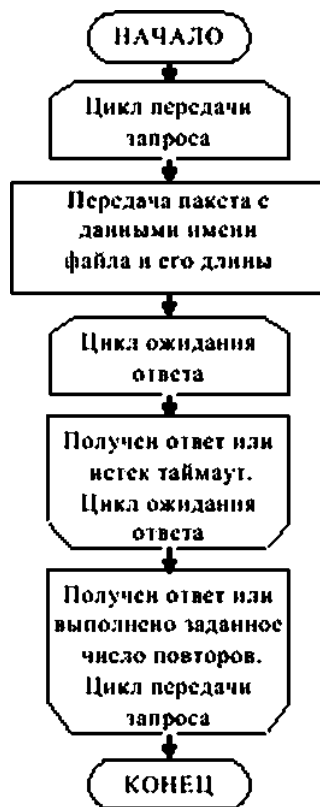 НАЧАЛО
Цикл передачи
запроса
Передача пакета с
данными имени
файла и его длины
Цикл ожидания
ответа
Получен ответ или
истек таймаут.
Цикл ожидания
ответа
Получен ответ или
выполнено заданное
число повторов.
Цикл передачи
запроса
КОНЕЦ